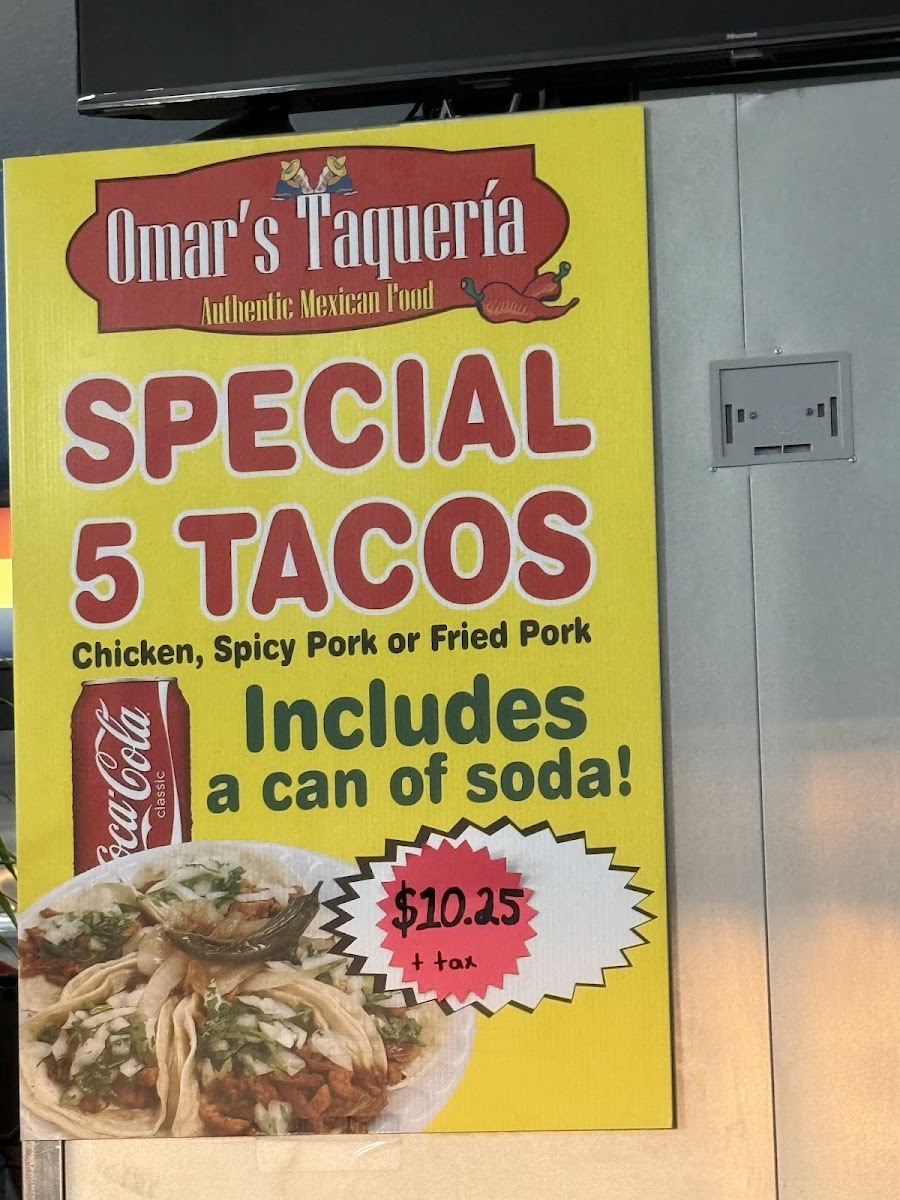 Hisense
Omar's Taquería
Authentic Mexican Food
SPECIAL
5 TACOS
Chicken, Spicy Pork or Fried Pork
Includes
a can of soda!
Coca-Cola
classic
$10.25
+ tax